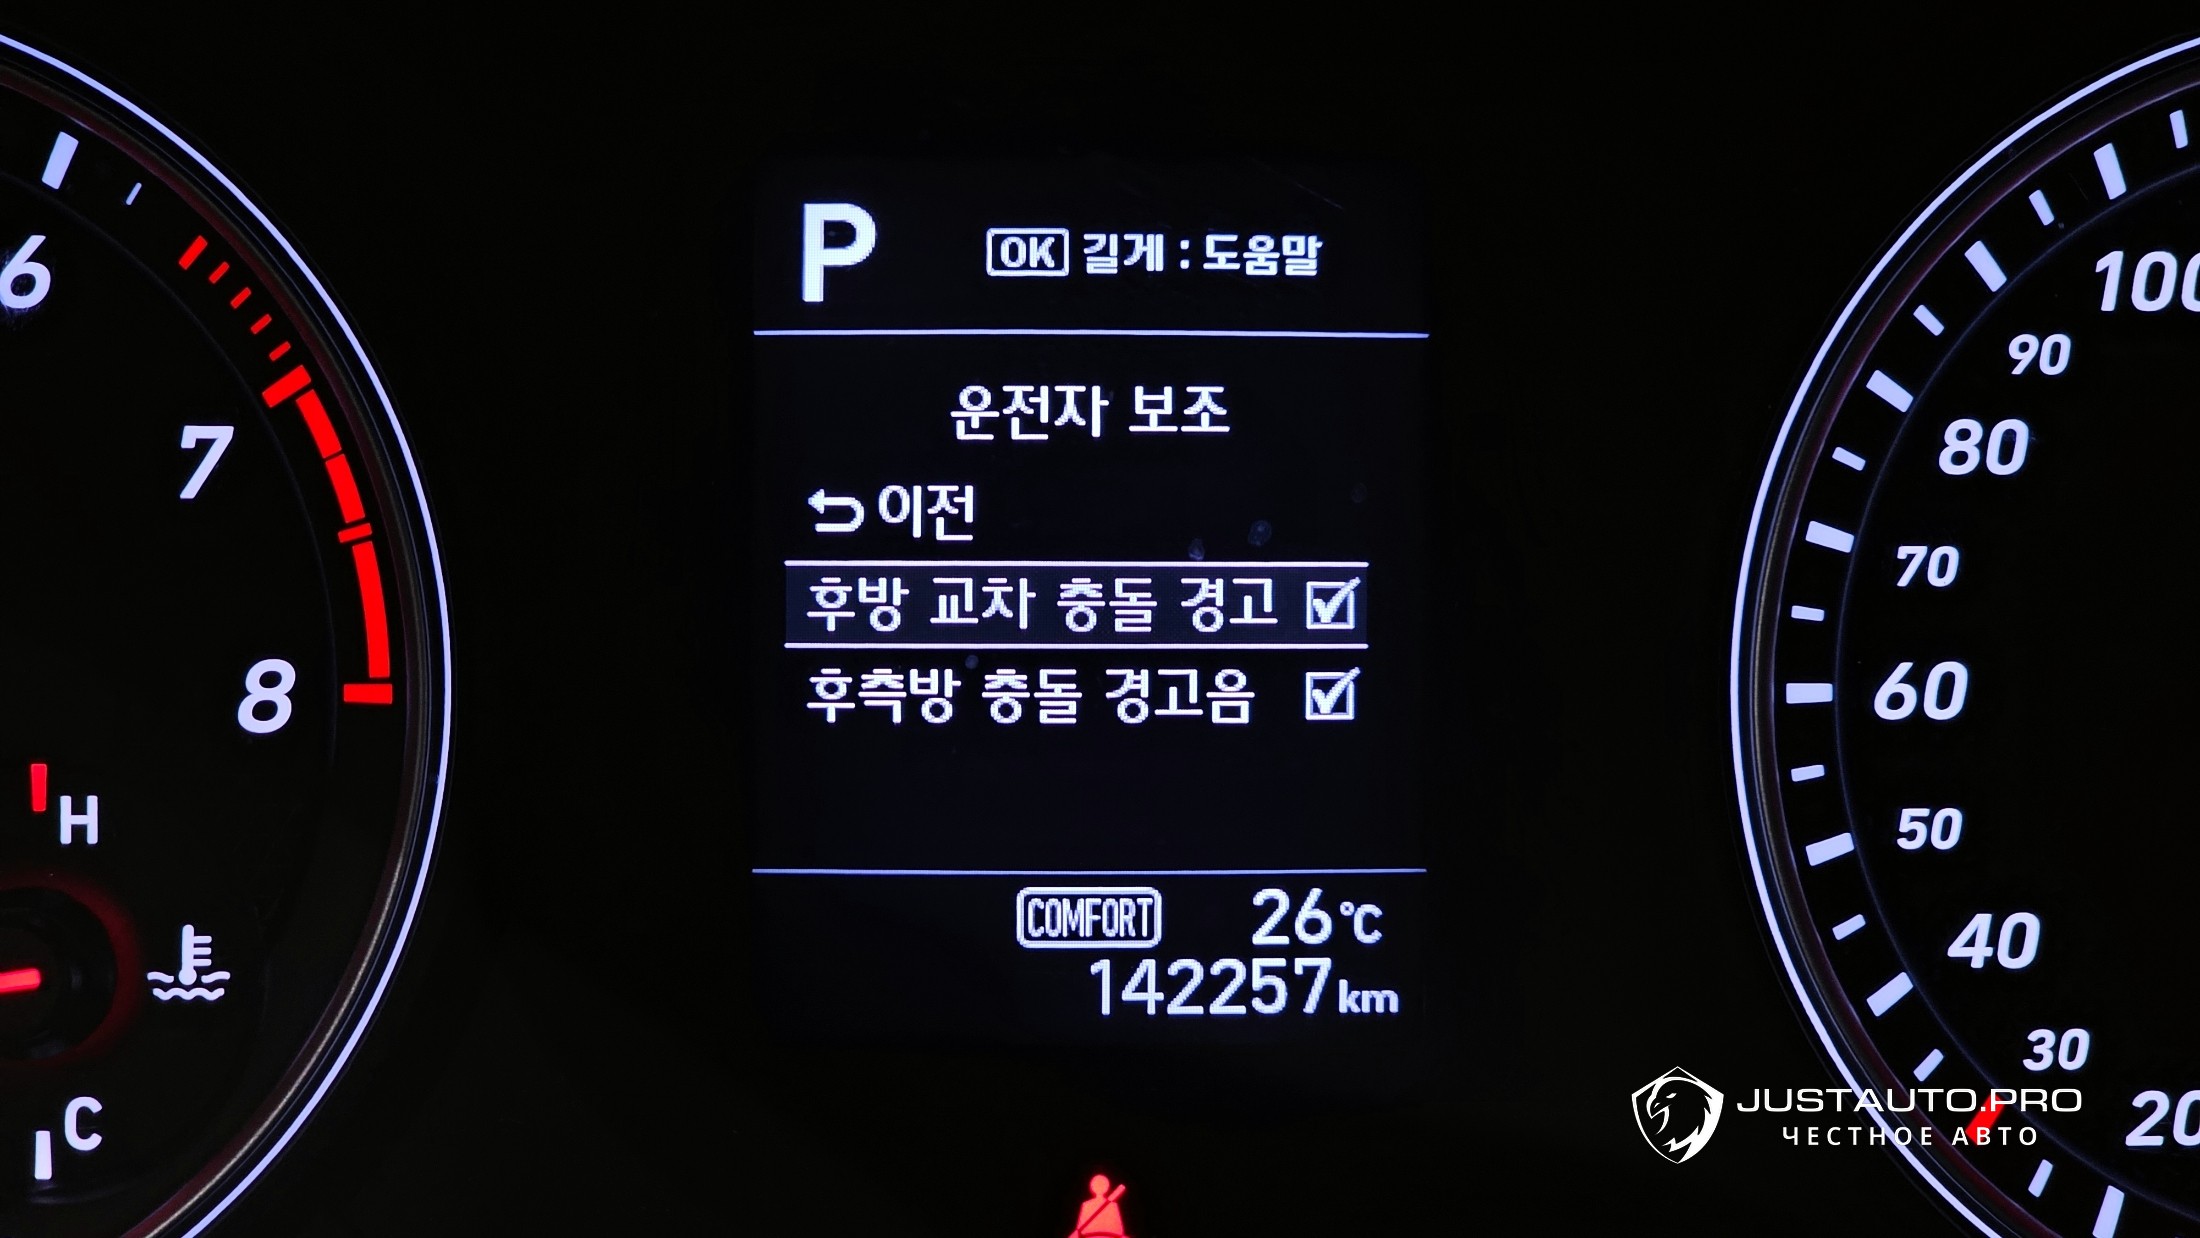 P
OK 길게 : 도움말
운전자 보조
이전
후방 교차 충돌 경고
후측방 충돌 경고음
COMFORT 26°C
142257km
6
7
8
H
C
100
90
80
70
60
50
40
30
20
JUSTAUTO.PRO
ЧЕСТНОЕ АВТО